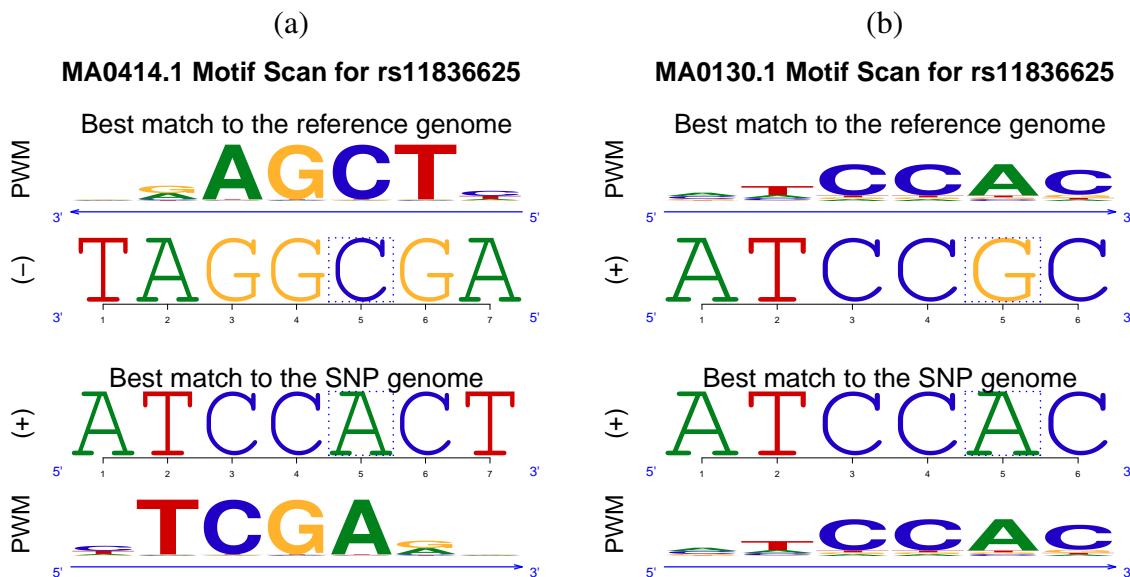 (a)
MA0414.1 Motif Scan for rs11836625
Best match to the reference genome
PWM
AGCT
3' 5'
(−)
TAGGCGA
3' 1 2 3 4 5 6 7 5'
Best match to the SNP genome
(+)
ATCCACT
5' 1 2 3 4 5 6 7 3'
PWM
TCGA
5' 3'
(b)
MA0130.1 Motif Scan for rs11836625
Best match to the reference genome
PWM
TCCAC
5' 3'
(+)
ATCCGC
5' 1 2 3 4 5 6 3'
Best match to the SNP genome
(+)
ATCCAC
5' 1 2 3 4 5 6 3'
PWM
TCCAC
5' 3'